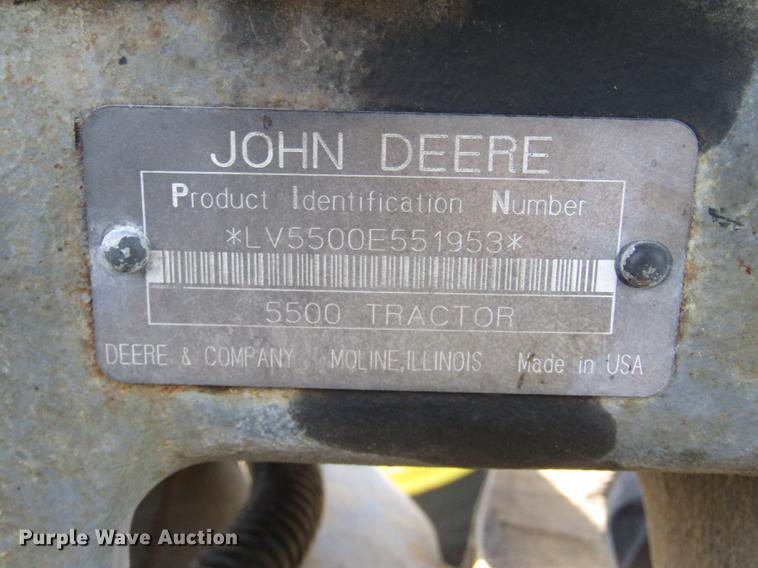 JOHN DEERE
Product Identification Number
*LV5500E551953*
5500 TRACTOR
DEERE & COMPANY MOLINE,ILLINOIS Made in USA
Purple Wave Auction